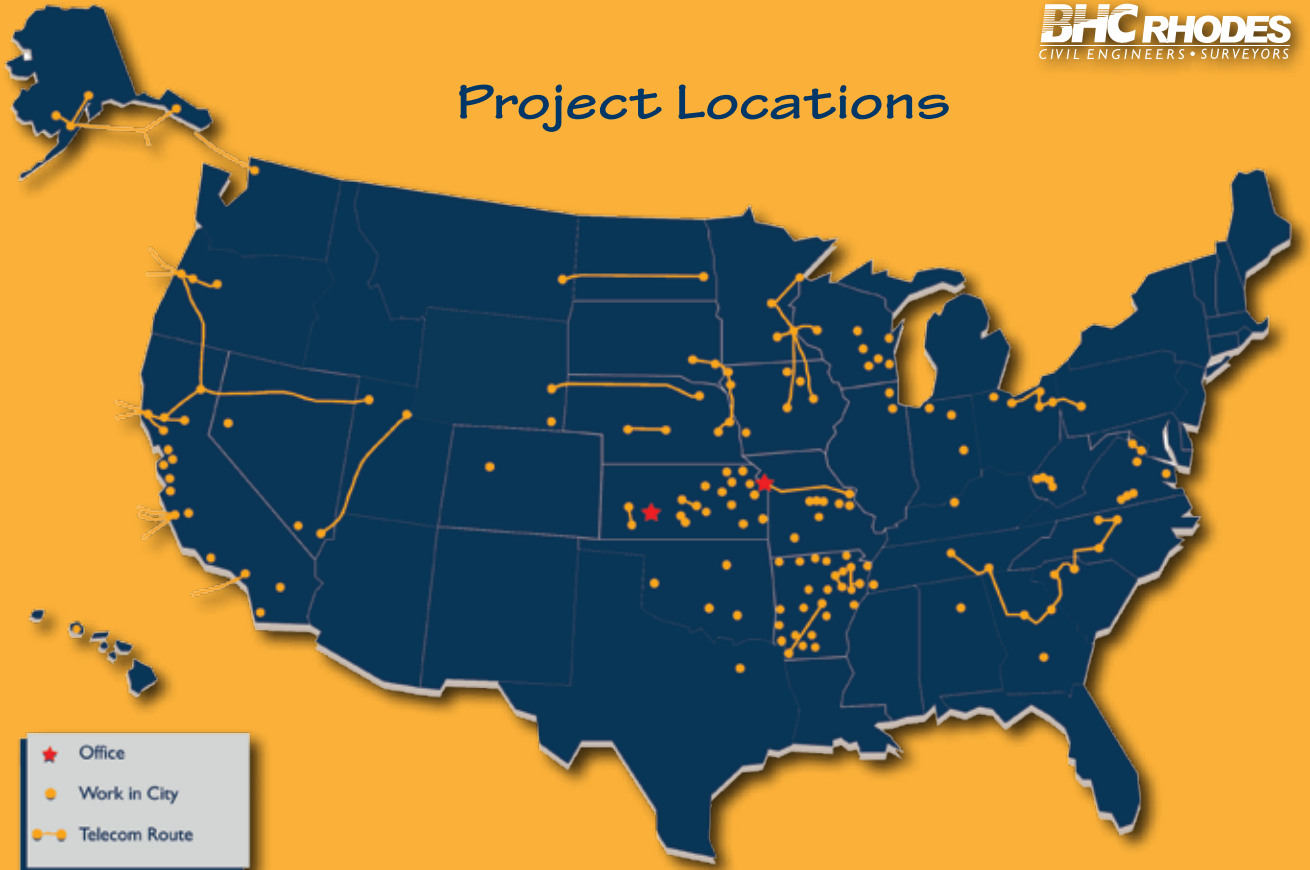 BHC RHODES
CIVIL ENGINEERS • SURVEYORS
Project Locations
Office
Work in City
Telecom Route